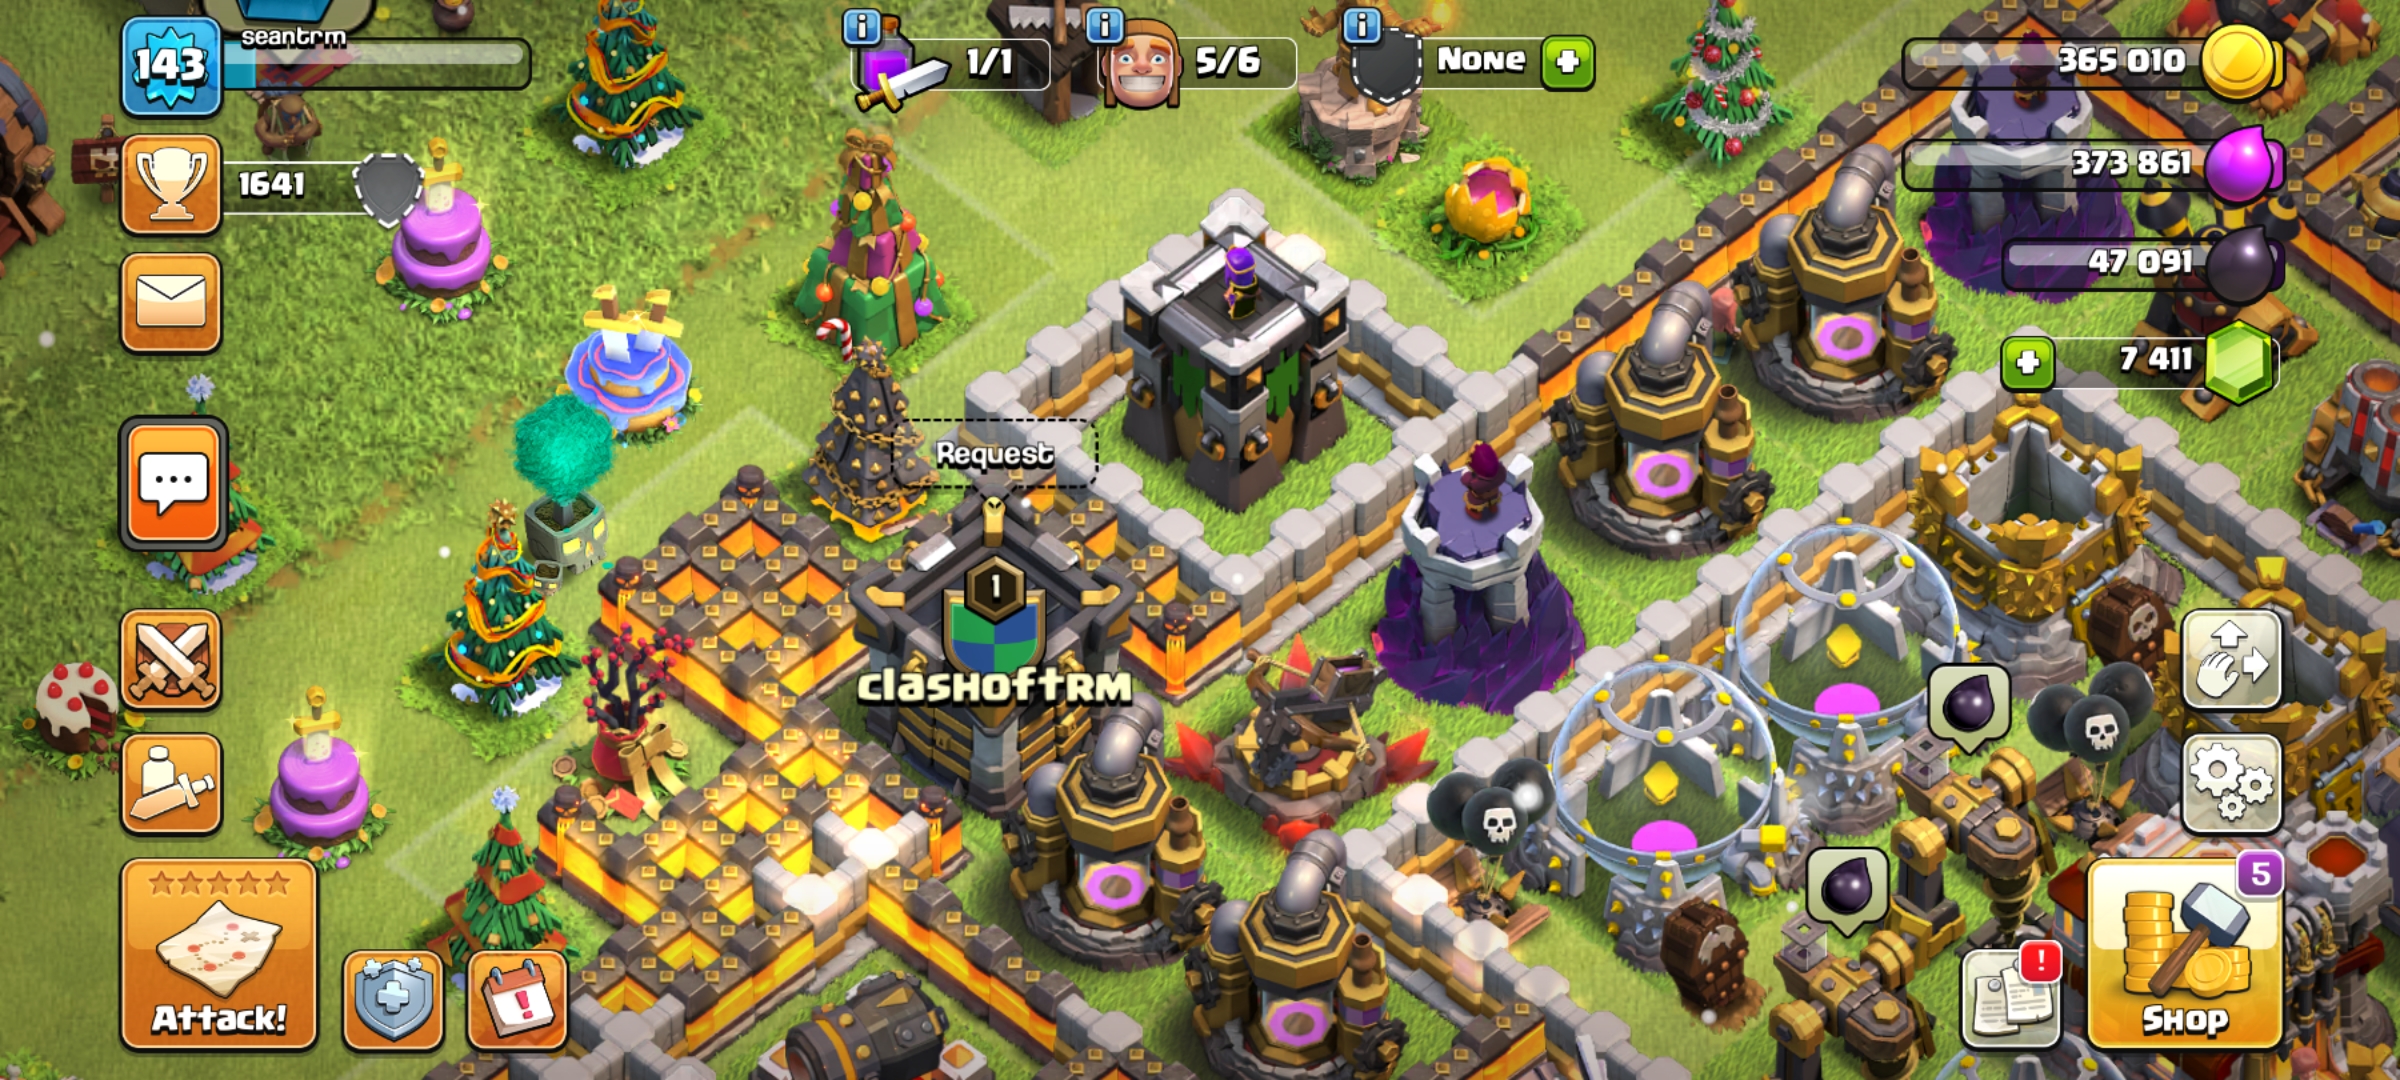 seantrm
143
1/1
5/6
None
365 010
1641
373 861
47 091
7 411
Request
1
clashoftRM
5
!
Attack!
!
Shop